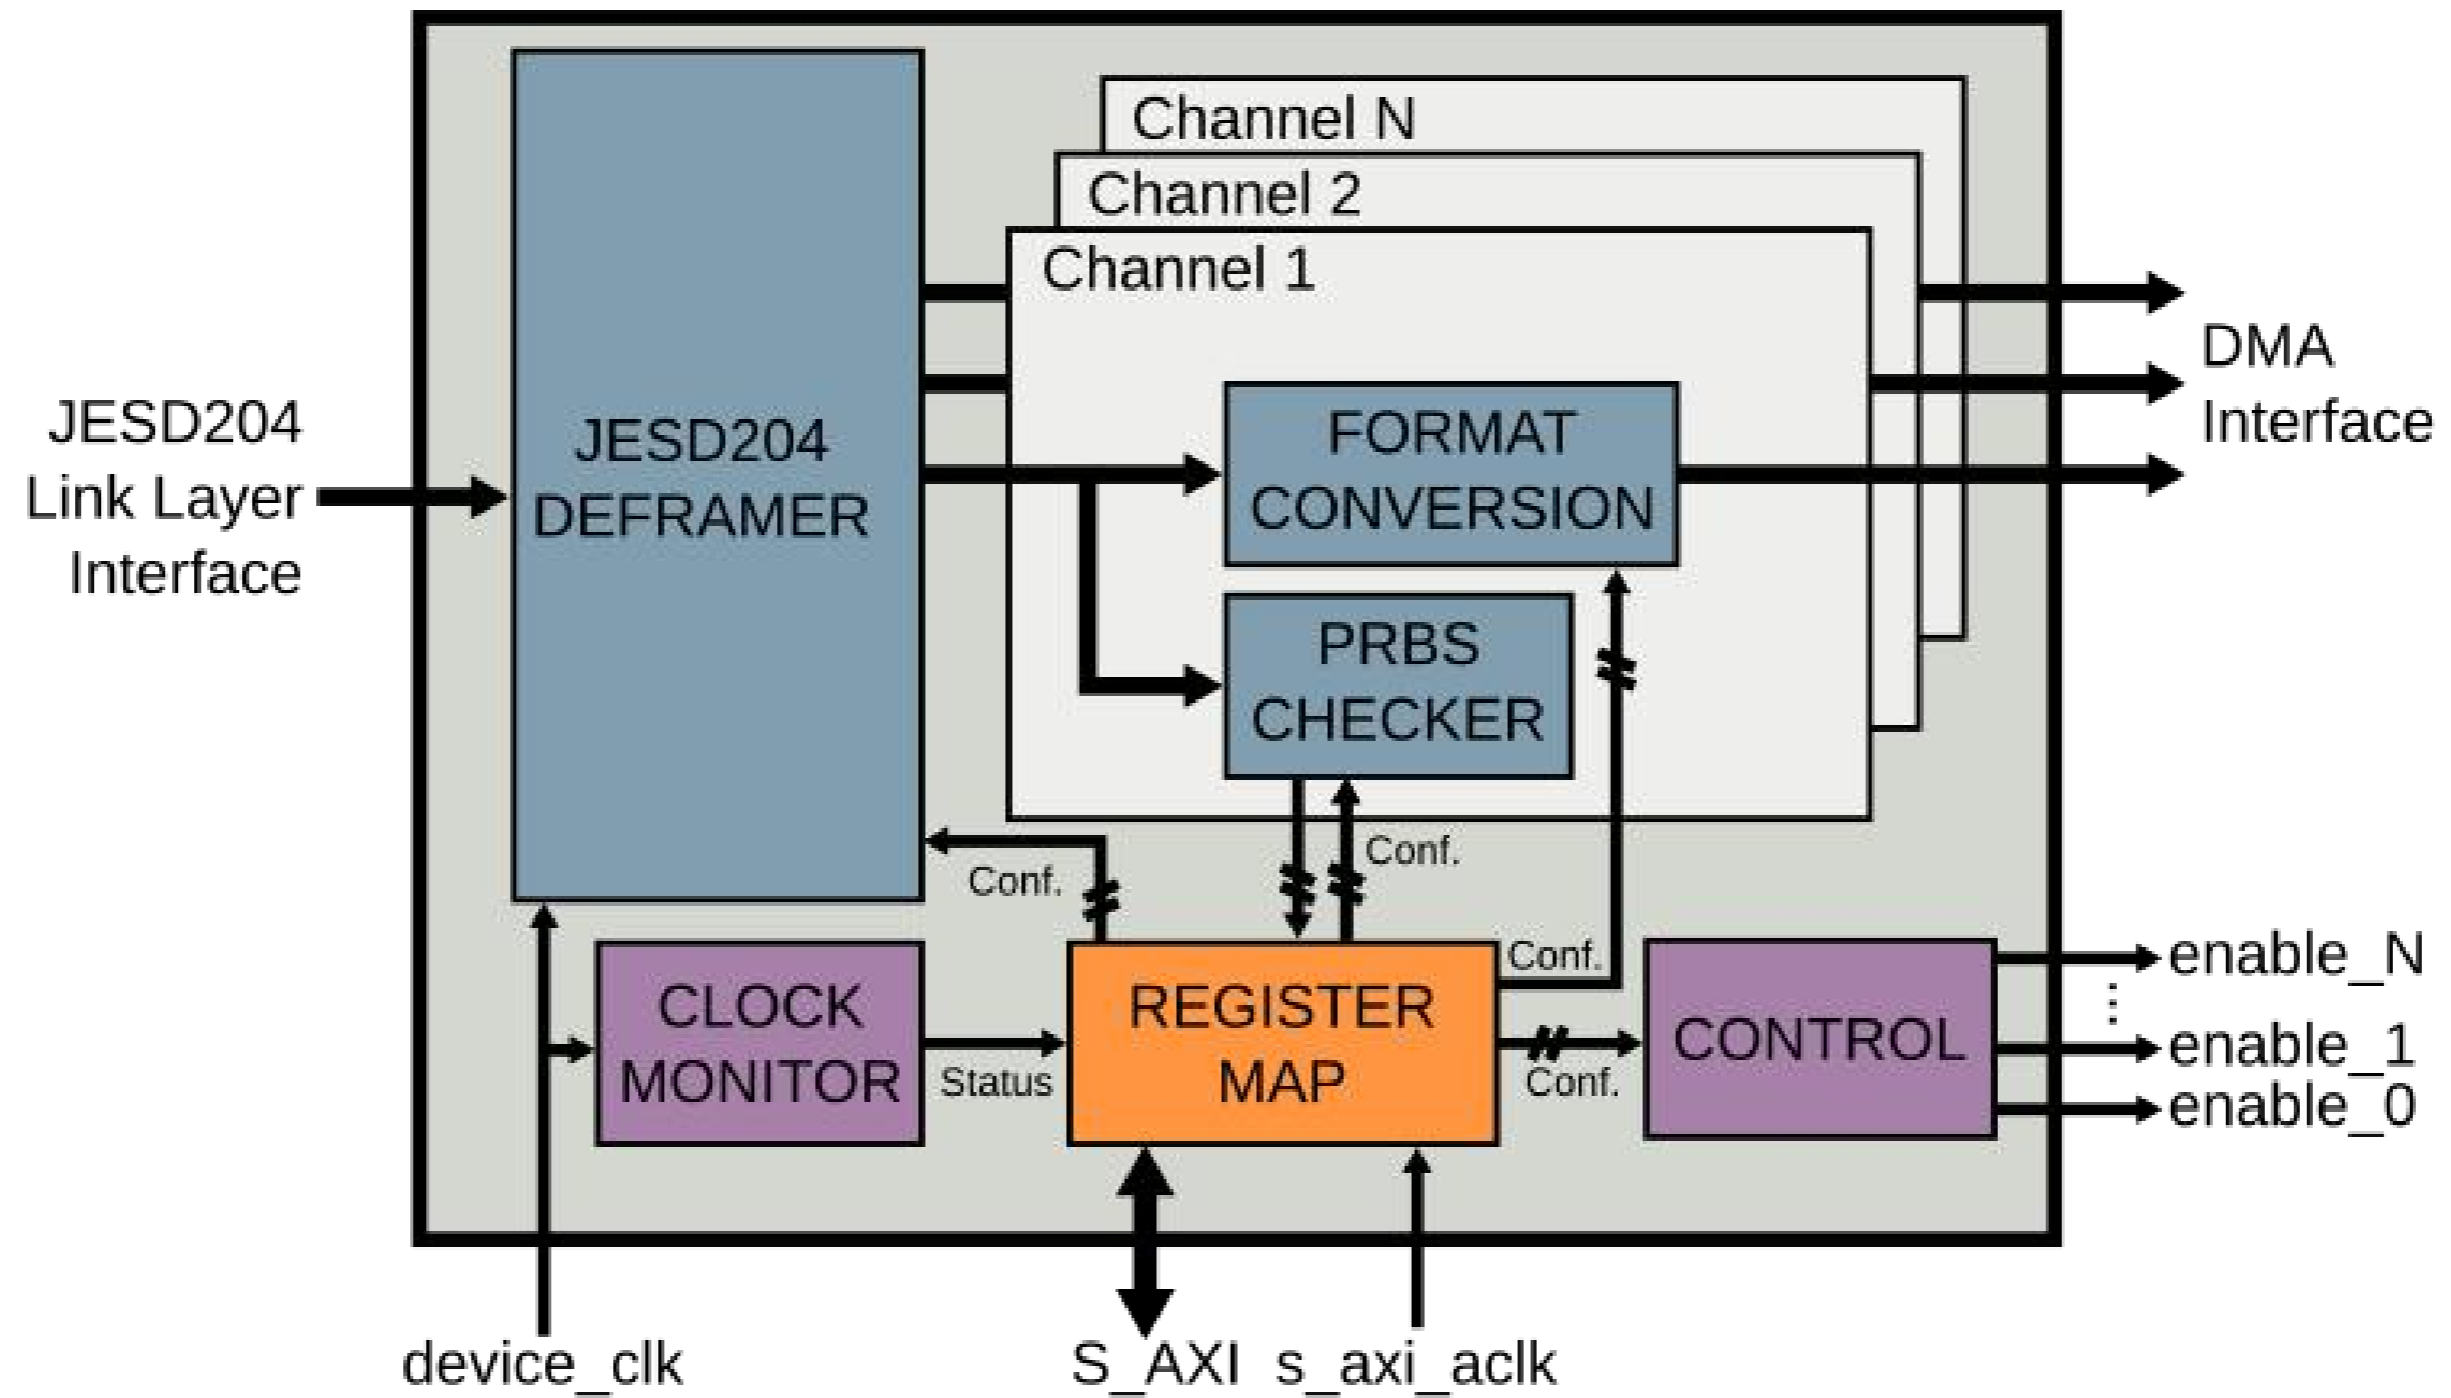 Channel N
Channel 2
Channel 1
JESD204
Link Layer
Interface
JESD204
DEFRAMER
FORMAT
CONVERSION
DMA
Interface
PRBS
CHECKER
Conf.
Conf.
Conf.
CLOCK
MONITOR
Status
REGISTER
MAP
Conf.
CONTROL
enable_N
⋮
enable_1
enable_0
device_clk
S_AXI
s_axi_aclk